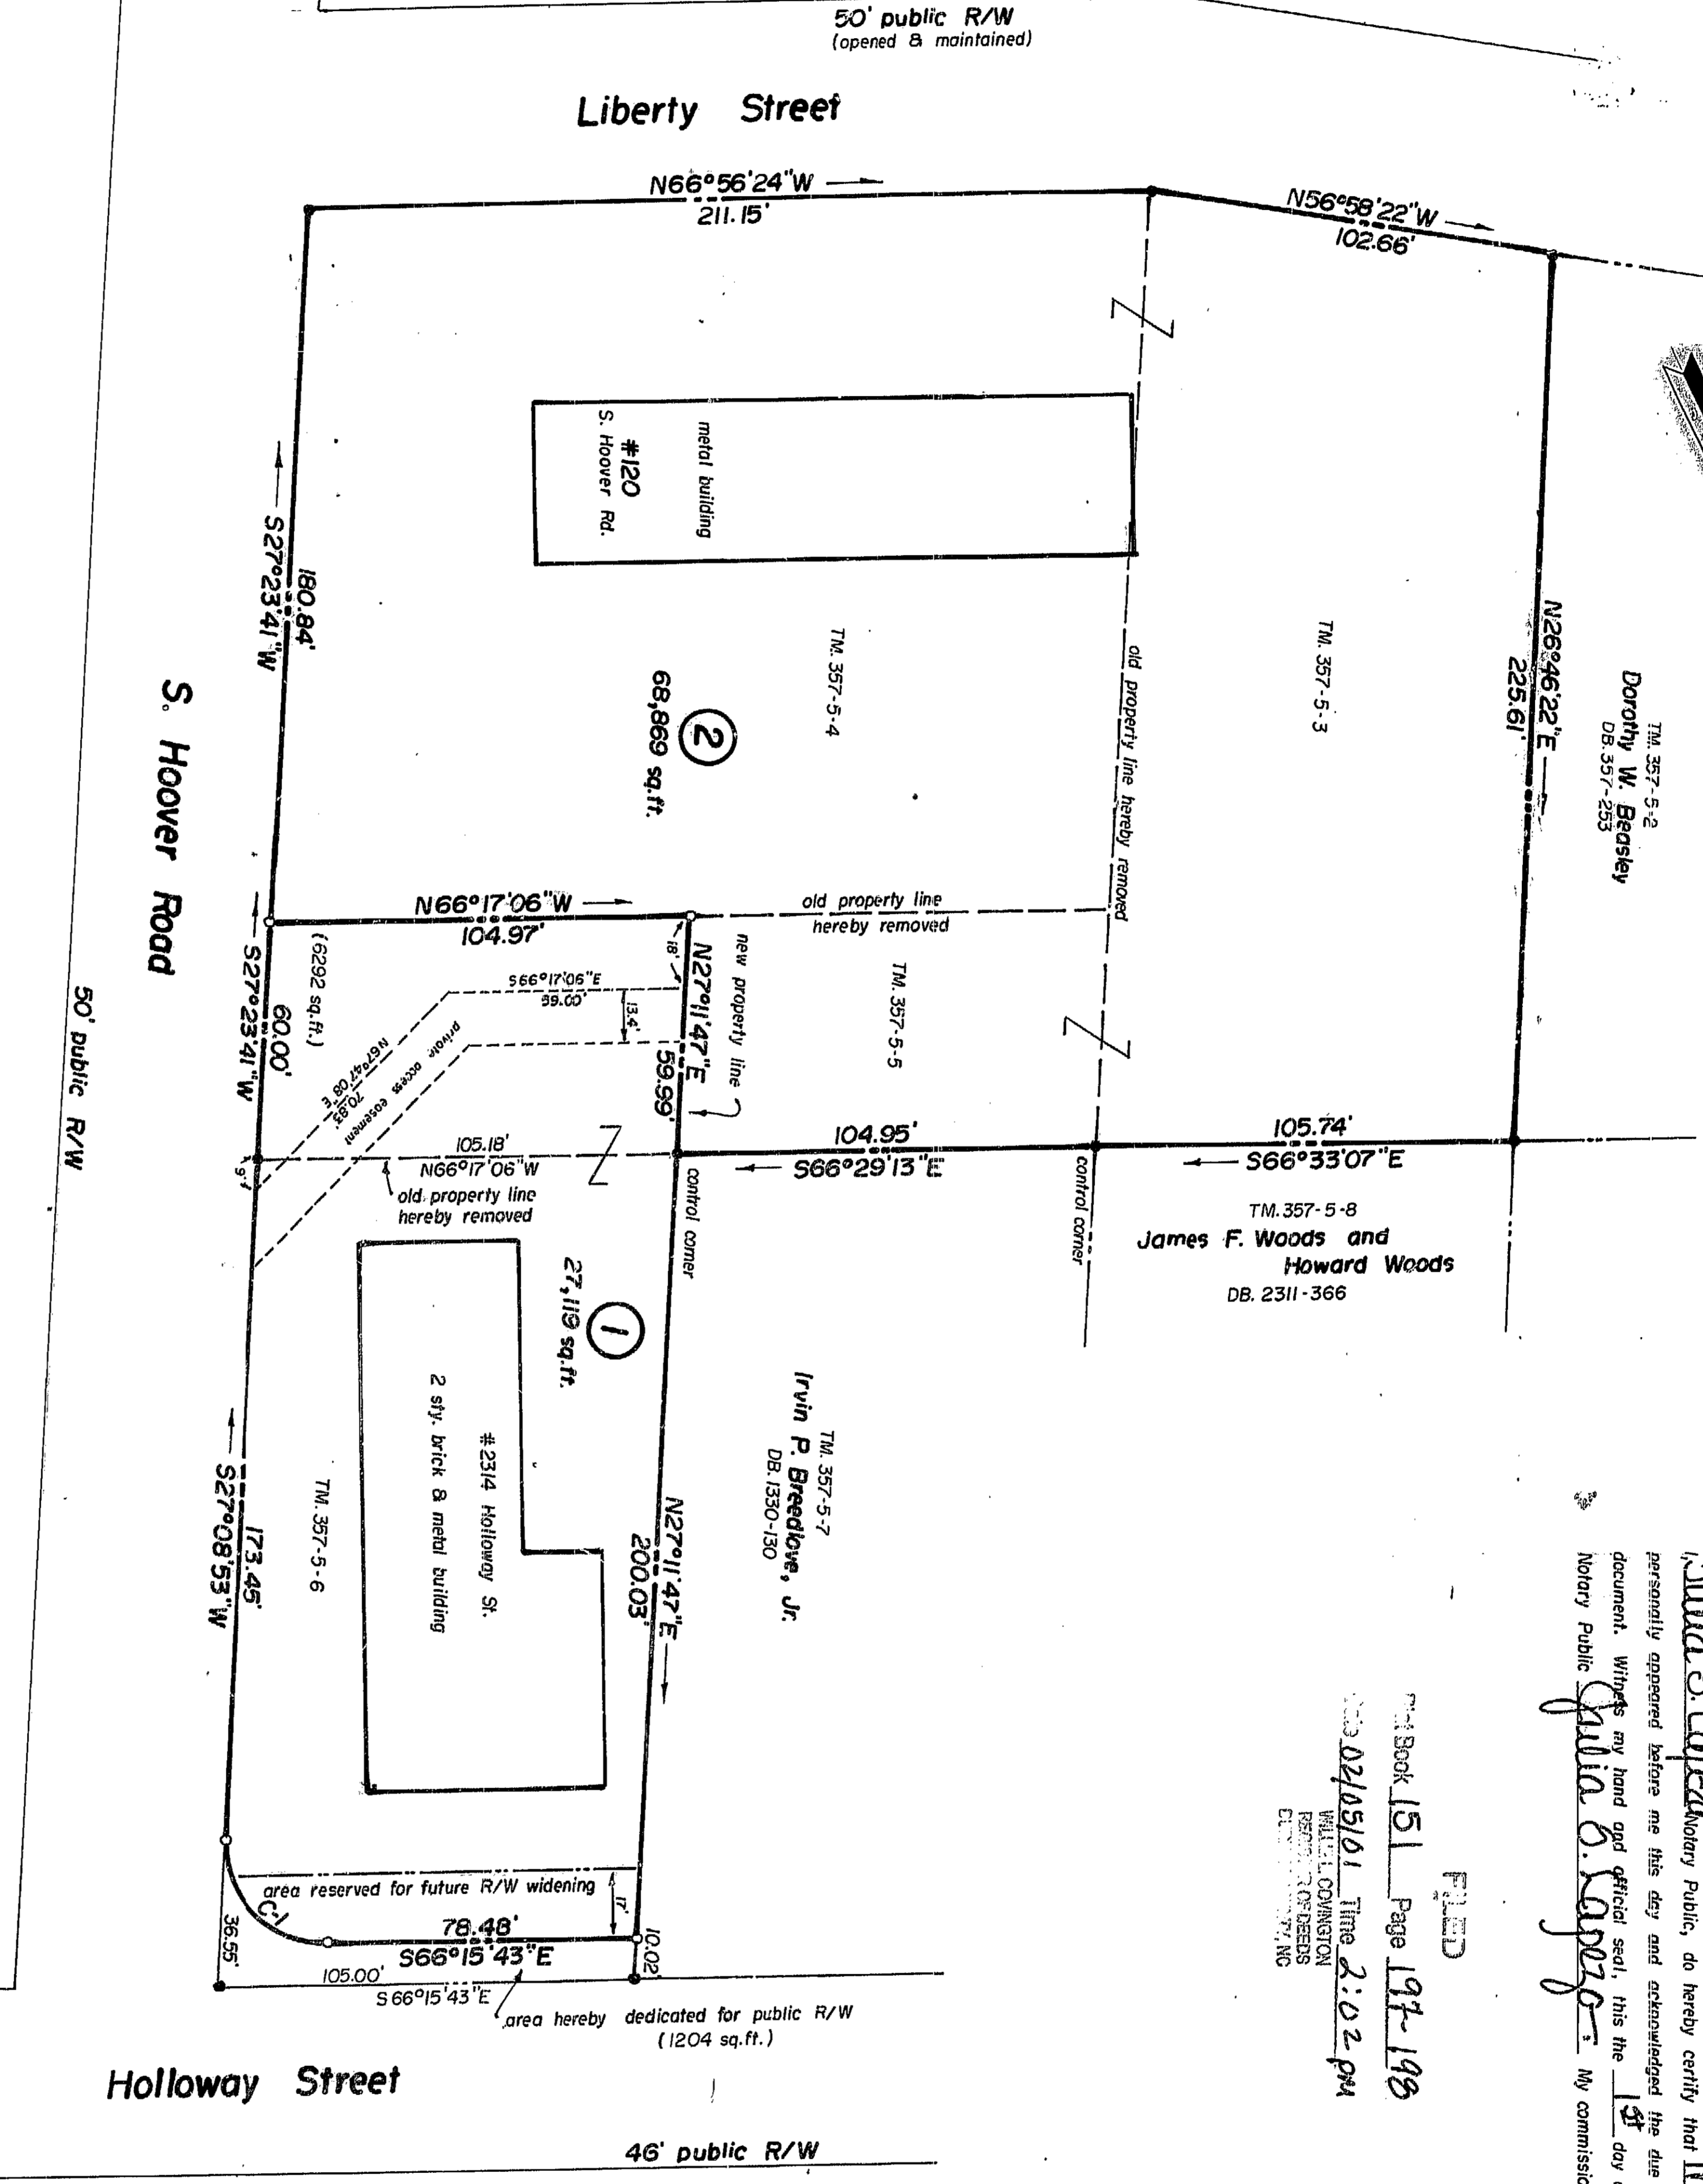 50' public R/W
(opened & maintained)
Liberty Street
N66°56'24"W
211.15'
N56°58'22"W
102.66'
metal building
#120
S. Hoover Rd.
180.84'
S27°23'41"W
TM. 357-5-4
TM. 357-5-3
old property line hereby removed
2
68,869 sq.ft.
N26°46'22"E
225.61'
TM. 357-5-2
Dorothy W. Beasley
DB.357-253
S. Hoover Road
50' public R/W
N66°17'06"W
104.97'
old property line
hereby removed
18'
N27°11'47"E
59.99'
new property line
TM.357-5-5
S66°17'06"E
13.4'
(6292 sq.ft.)
60.00'
S27°23'41"W
N67°47'08"E
70.83'
private access easement
105.18'
N66°17'06"W
old property line
hereby removed
104.95'
S66°29'13"E
105.74'
S66°33'07"E
control corner
control corner
TM.357-5-8
James F. Woods and
Howard Woods
DB. 2311-366
1
27,119 sq.ft.
#2314 Holloway St.
2 sty. brick & metal building
TM.357-5-6
173.45'
S27°08'53"W
N27°11'47"E
200.03'
TM. 357-5-7
Irvin P. Breedlove, Jr.
DB.1330-130
area reserved for future R/W widening
17'
C-1
36.55'
78.48'
S66°15'43"E
10.02'
105.00'
S66°15'43"E
area hereby dedicated for public R/W
(1204 sq.ft.)
Holloway Street
46' public R/W
Notary Public, do hereby certify that
personally appeared before me this day and acknowledged the due
document. Witness my hand and official seal, this the 1st day
Notary Public Julia My commissio
FILED
Plat Book 151 Page 197-198
02/05/01 Time 2:02 pm
COVINGTON
REGISTER OF DEEDS
NC